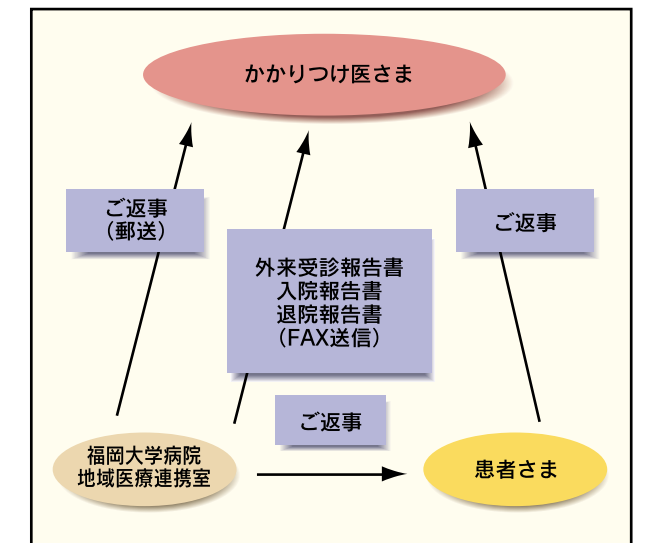 かかりつけ医さま
ご返事
（郵送）
ご返事
外来受診報告書
入院報告書
退院報告書
（FAX送信）
ご返事
福岡大学病院
地域医療連携室
患者さま